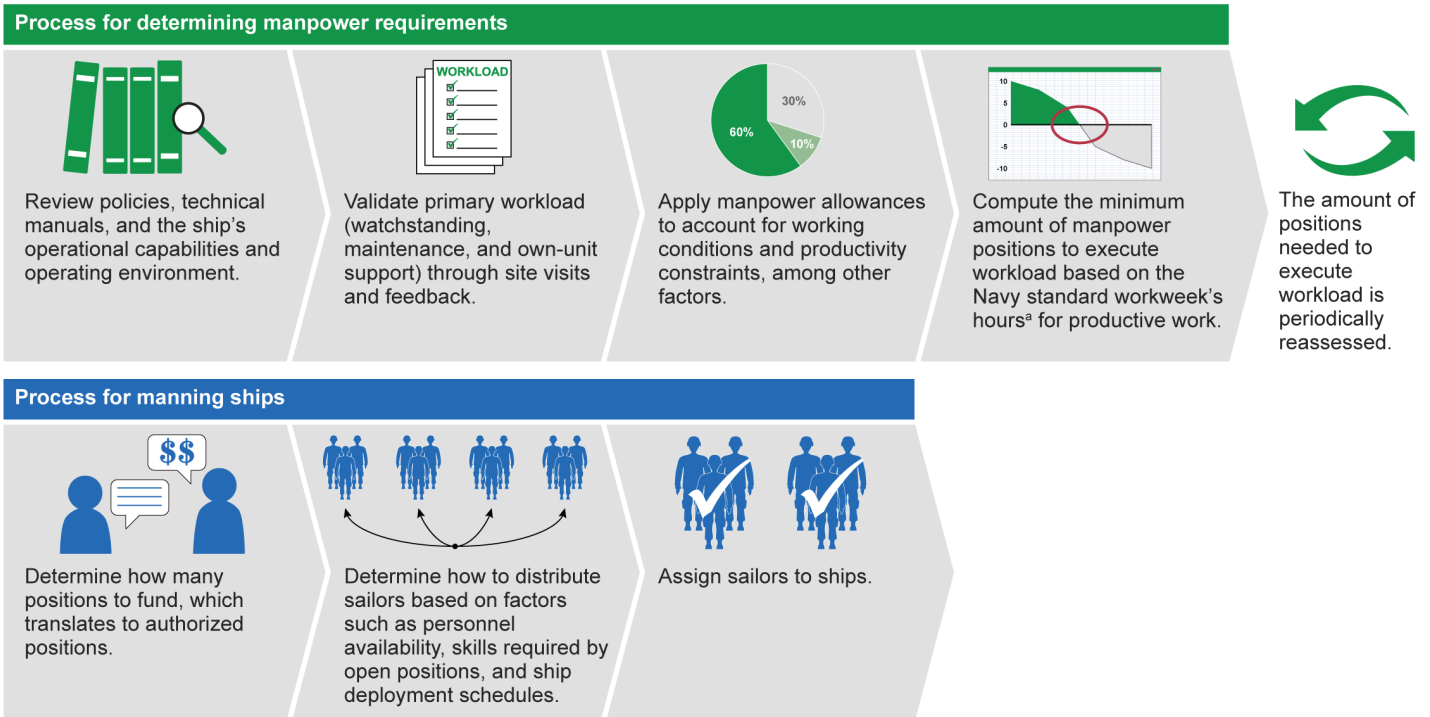 Process for determining manpower requirements
WORKLOAD
30%
60%
10%
10
5
0
-5
-10
Review policies, technical
manuals, and the ship's
operational capabilities and
operating environment.
Validate primary workload
(watchstanding,
maintenance, and own-unit
support) through site visits
and feedback.
Apply manpower allowances
to account for working
conditions and productivity
constraints, among other
factors.
Compute the minimum
amount of manpower
positions to execute
workload based on the
Navy standard workweek's
hoursᵃ for productive work.
The amount of
positions
needed to
execute
workload is
periodically
reassessed.
Process for manning ships
$$
Determine how many
positions to fund, which
translates to authorized
positions.
Determine how to distribute
sailors based on factors
such as personnel
availability, skills required by
open positions, and ship
deployment schedules.
Assign sailors to ships.